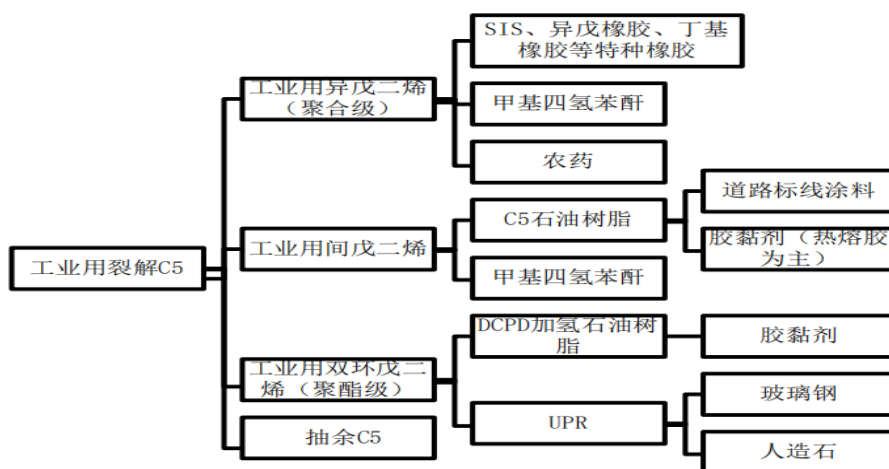 SIS、异戊橡胶、丁基
橡胶等特种橡胶
工业用异戊二烯
（聚合级）
甲基四氢苯酐
农药
道路标线涂料
C5石油树脂
胶黏剂（热熔胶
为主）
工业用间戊二烯
甲基四氢苯酐
工业用裂解C5
DCPD加氢石油树
脂
胶黏剂
工业用双环戊二
烯（聚酯级）
玻璃钢
UPR
抽余C5
人造石